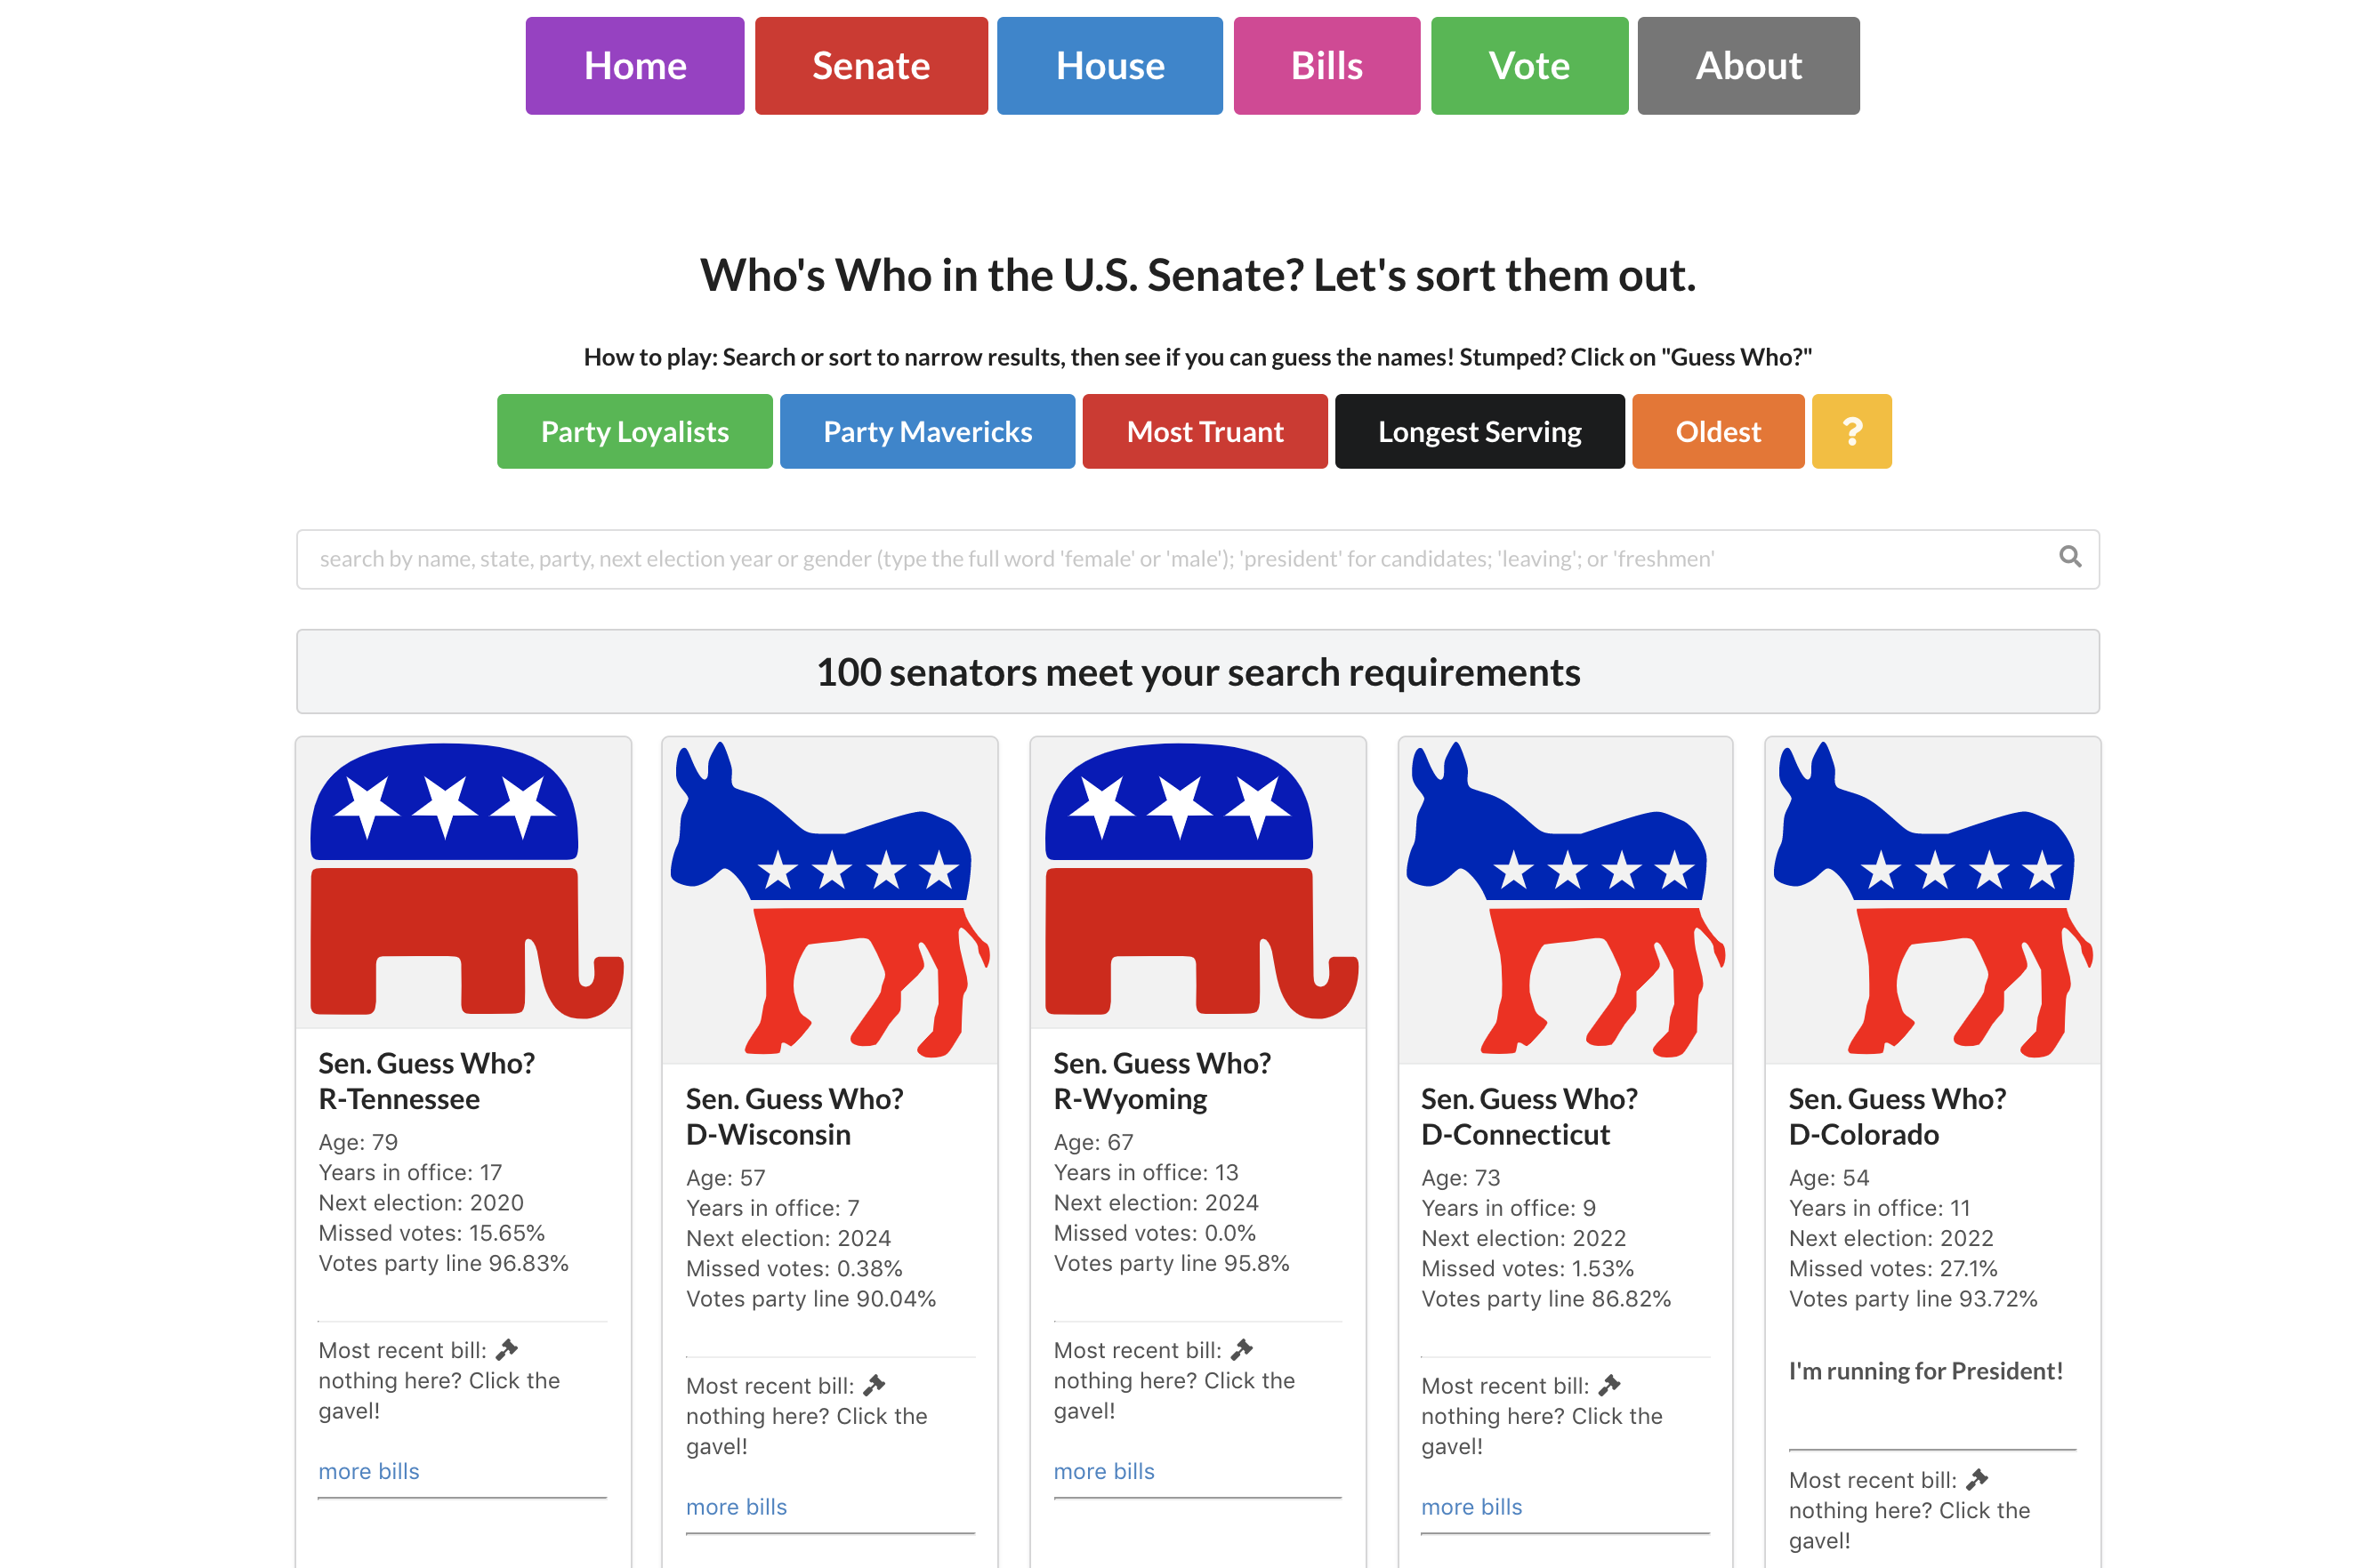 Home
Senate
House
Bills
Vote
About
Who's Who in the U.S. Senate? Let's sort them out.
How to play: Search or sort to narrow results, then see if you can guess the names! Stumped? Click on "Guess Who?"
Party Loyalists
Party Mavericks
Most Truant
Longest Serving
Oldest
?
search by name, state, party, next election year or gender (type the full word 'female' or 'male'); 'president' for candidates; 'leaving'; or 'freshmen'
100 senators meet your search requirements
Sen. Guess Who?
R-Tennessee
Age: 79
Years in office: 17
Next election: 2020
Missed votes: 15.65%
Votes party line 96.83%
Most recent bill:
nothing here? Click the
gavel!
more bills
Sen. Guess Who?
D-Wisconsin
Age: 57
Years in office: 7
Next election: 2024
Missed votes: 0.38%
Votes party line 90.04%
Most recent bill:
nothing here? Click the
gavel!
more bills
Sen. Guess Who?
R-Wyoming
Age: 67
Years in office: 13
Next election: 2024
Missed votes: 0.0%
Votes party line 95.8%
Most recent bill:
nothing here? Click the
gavel!
more bills
Sen. Guess Who?
D-Connecticut
Age: 73
Years in office: 9
Next election: 2022
Missed votes: 1.53%
Votes party line 86.82%
Most recent bill:
nothing here? Click the
gavel!
more bills
Sen. Guess Who?
D-Colorado
Age: 54
Years in office: 11
Next election: 2022
Missed votes: 27.1%
Votes party line 93.72%
I'm running for President!
Most recent bill:
nothing here? Click the
gavel!